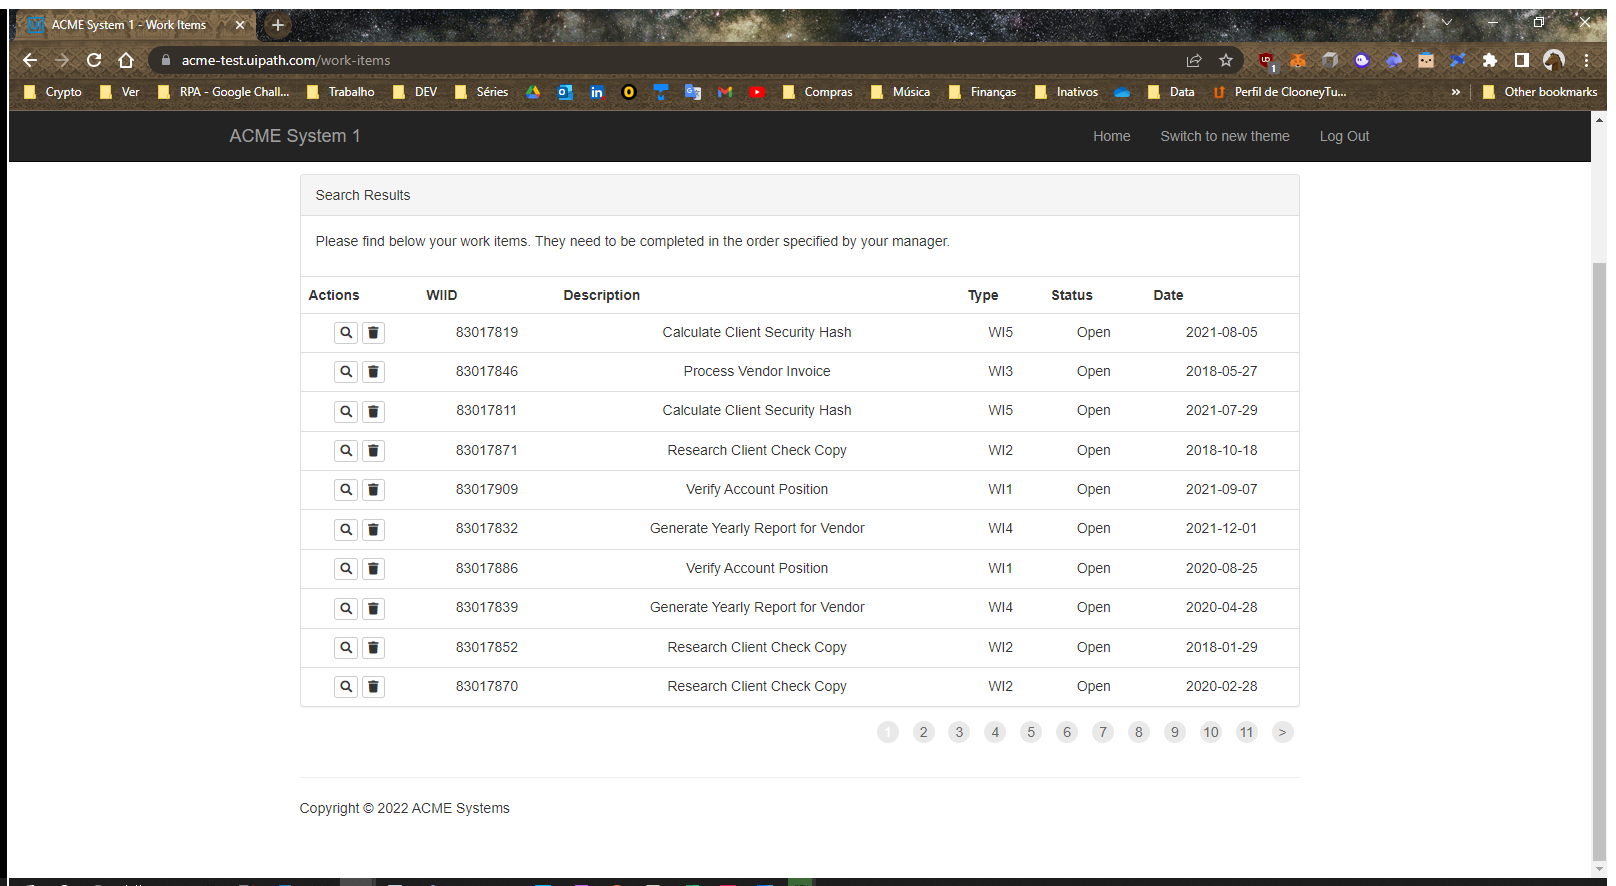 ACME System 1 - Work Items
acme-test.uipath.com/work-items
Crypto Ver RPA - Google Chall... Trabalho DEV Séries Compras Música Finanças Inativos Data Perfil de ClooneyTu... » Other bookmarks
ACME System 1 Home Switch to new theme Log Out
Search Results
Please find below your work items. They need to be completed in the order specified by your manager.
Actions WIID Description Type Status Date
83017819 Calculate Client Security Hash WI5 Open 2021-08-05
83017846 Process Vendor Invoice WI3 Open 2018-05-27
83017811 Calculate Client Security Hash WI5 Open 2021-07-29
83017871 Research Client Check Copy WI2 Open 2018-10-18
83017909 Verify Account Position WI1 Open 2021-09-07
83017832 Generate Yearly Report for Vendor WI4 Open 2021-12-01
83017886 Verify Account Position WI1 Open 2020-08-25
83017839 Generate Yearly Report for Vendor WI4 Open 2020-04-28
83017852 Research Client Check Copy WI2 Open 2018-01-29
83017870 Research Client Check Copy WI2 Open 2020-02-28
1 2 3 4 5 6 7 8 9 10 11 >
Copyright © 2022 ACME Systems